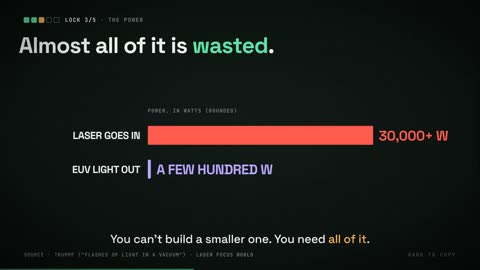 LOCK 3/5 · THE POWER
Almost all of it is wasted.
POWER, IN WATTS (ROUNDED)
LASER GOES IN
30,000+ W
EUV LIGHT OUT
A FEW HUNDRED W
You can't build a smaller one. You need all of it.
SOURCE · TRUMPF ("FLASHES OF LIGHT IN A VACUUM") · LASER FOCUS WORLD
HARD TO COPY